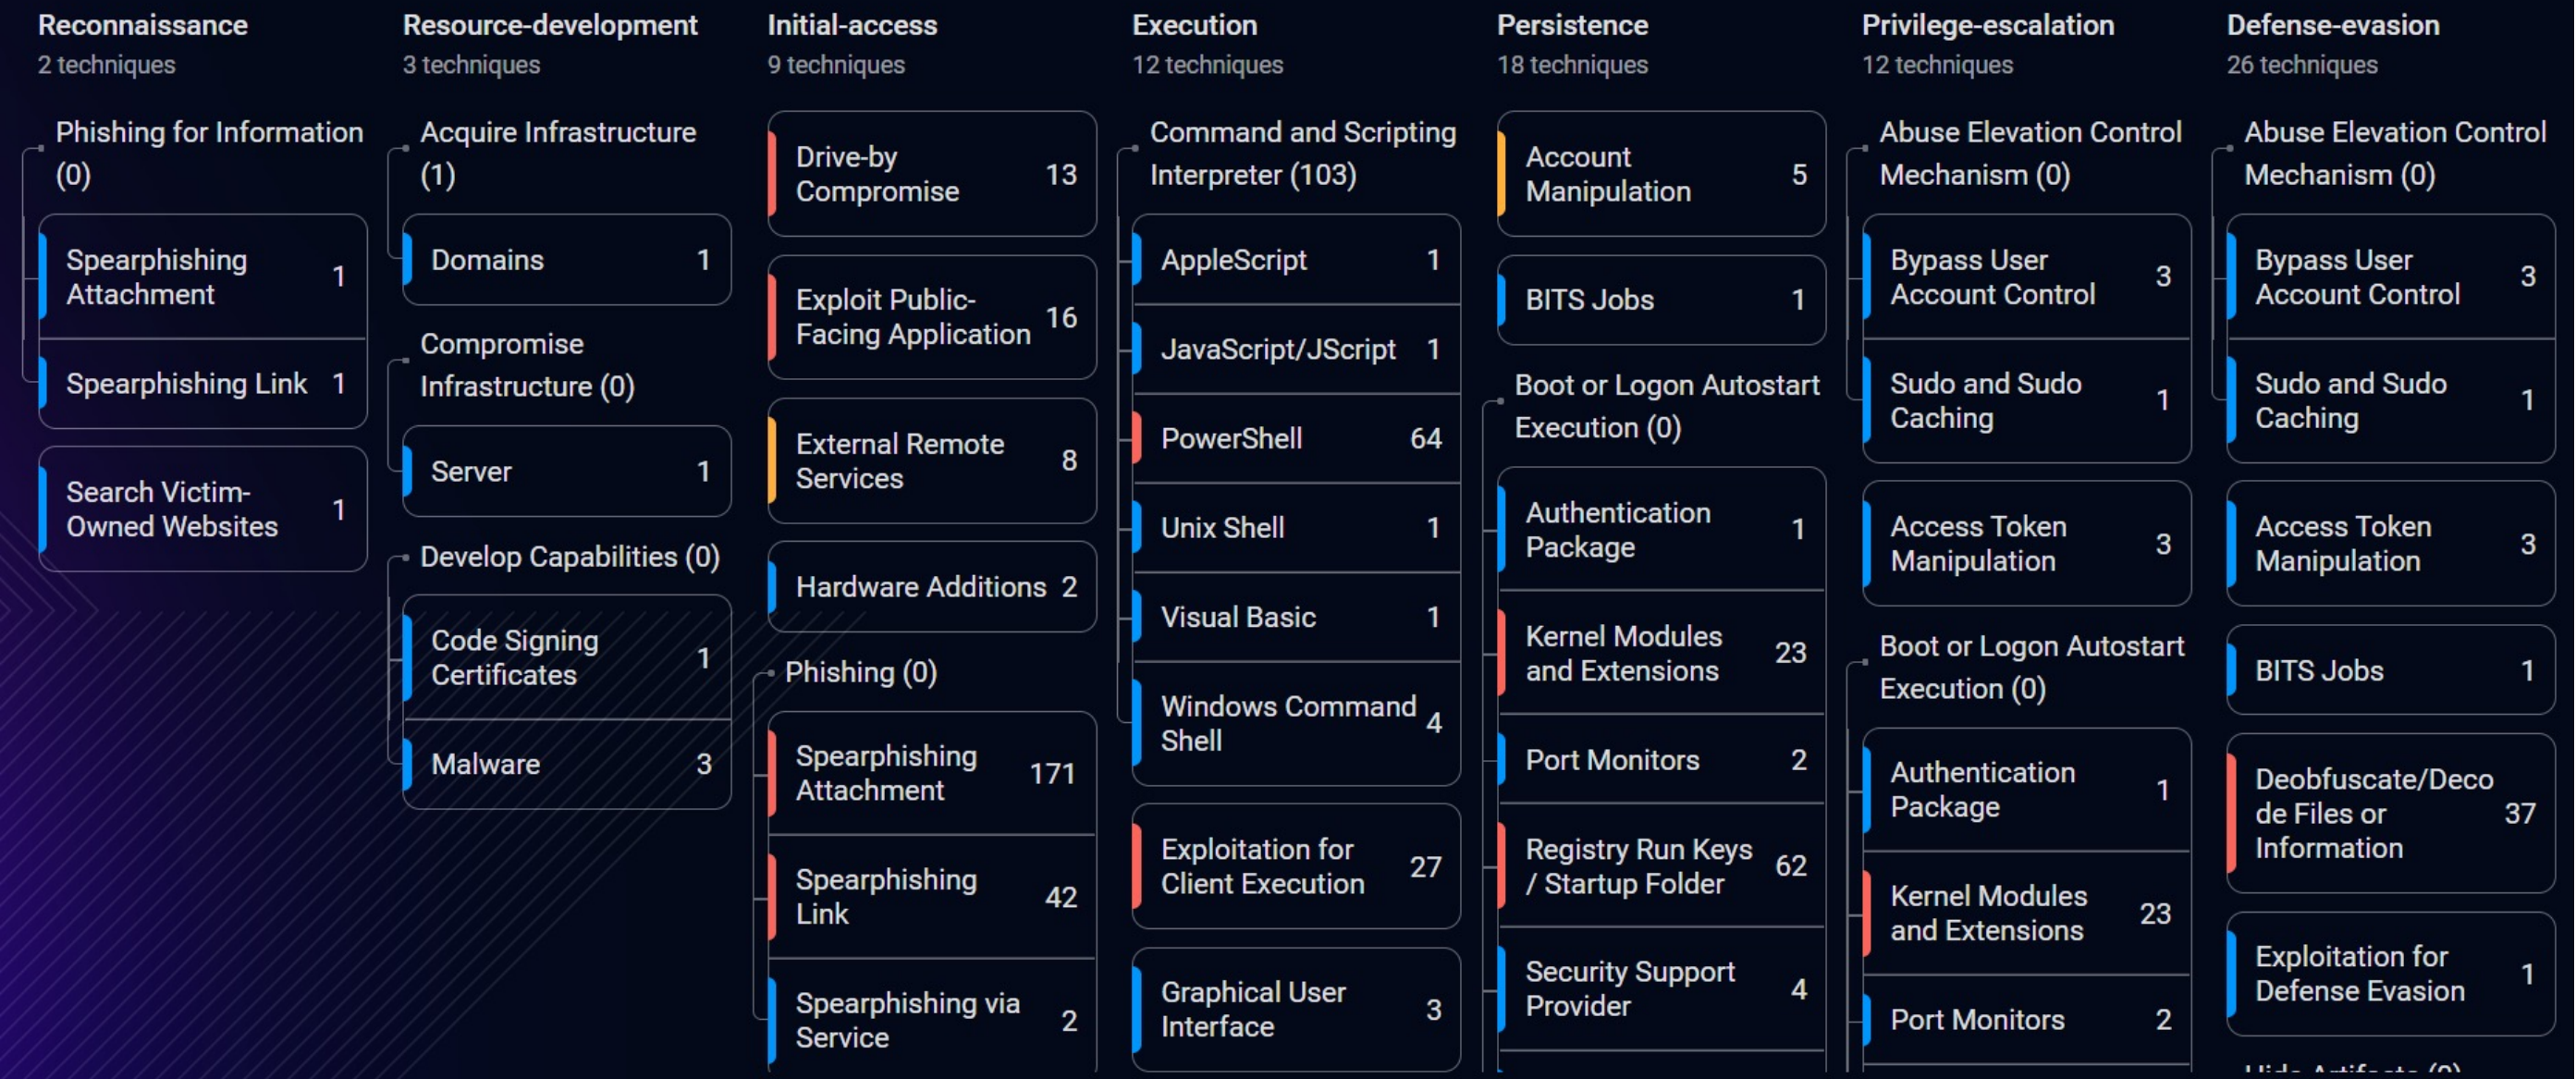 Reconnaissance
2 techniques
Phishing for Information
(0)
Spearphishing
Attachment
1
Spearphishing Link 1
Search Victim-
Owned Websites
1
Resource-development
3 techniques
Acquire Infrastructure
(1)
Domains 1
Compromise
Infrastructure (0)
Server 1
Develop Capabilities (0)
Code Signing
Certificates
1
Malware 3
Initial-access
9 techniques
Drive-by
Compromise
13
Exploit Public-
Facing Application
16
External Remote
Services
8
Hardware Additions 2
Phishing (0)
Spearphishing
Attachment
171
Spearphishing
Link
42
Spearphishing via
Service
2
Execution
12 techniques
Command and Scripting
Interpreter (103)
AppleScript 1
JavaScript/JScript 1
PowerShell 64
Unix Shell 1
Visual Basic 1
Windows Command
Shell
4
Exploitation for
Client Execution
27
Graphical User
Interface
3
Persistence
18 techniques
Account
Manipulation
5
BITS Jobs 1
Boot or Logon Autostart
Execution (0)
Authentication
Package
1
Kernel Modules
and Extensions
23
Port Monitors 2
Registry Run Keys
/ Startup Folder
62
Security Support
Provider
4
Privilege-escalation
12 techniques
Abuse Elevation Control
Mechanism (0)
Bypass User
Account Control
3
Sudo and Sudo
Caching
1
Access Token
Manipulation
3
Boot or Logon Autostart
Execution (0)
Authentication
Package
1
Kernel Modules
and Extensions
23
Port Monitors 2
Defense-evasion
26 techniques
Abuse Elevation Control
Mechanism (0)
Bypass User
Account Control
3
Sudo and Sudo
Caching
1
Access Token
Manipulation
3
BITS Jobs 1
Deobfuscate/Deco
de Files or
Information
37
Exploitation for
Defense Evasion
1
Hide Artifacts (0)